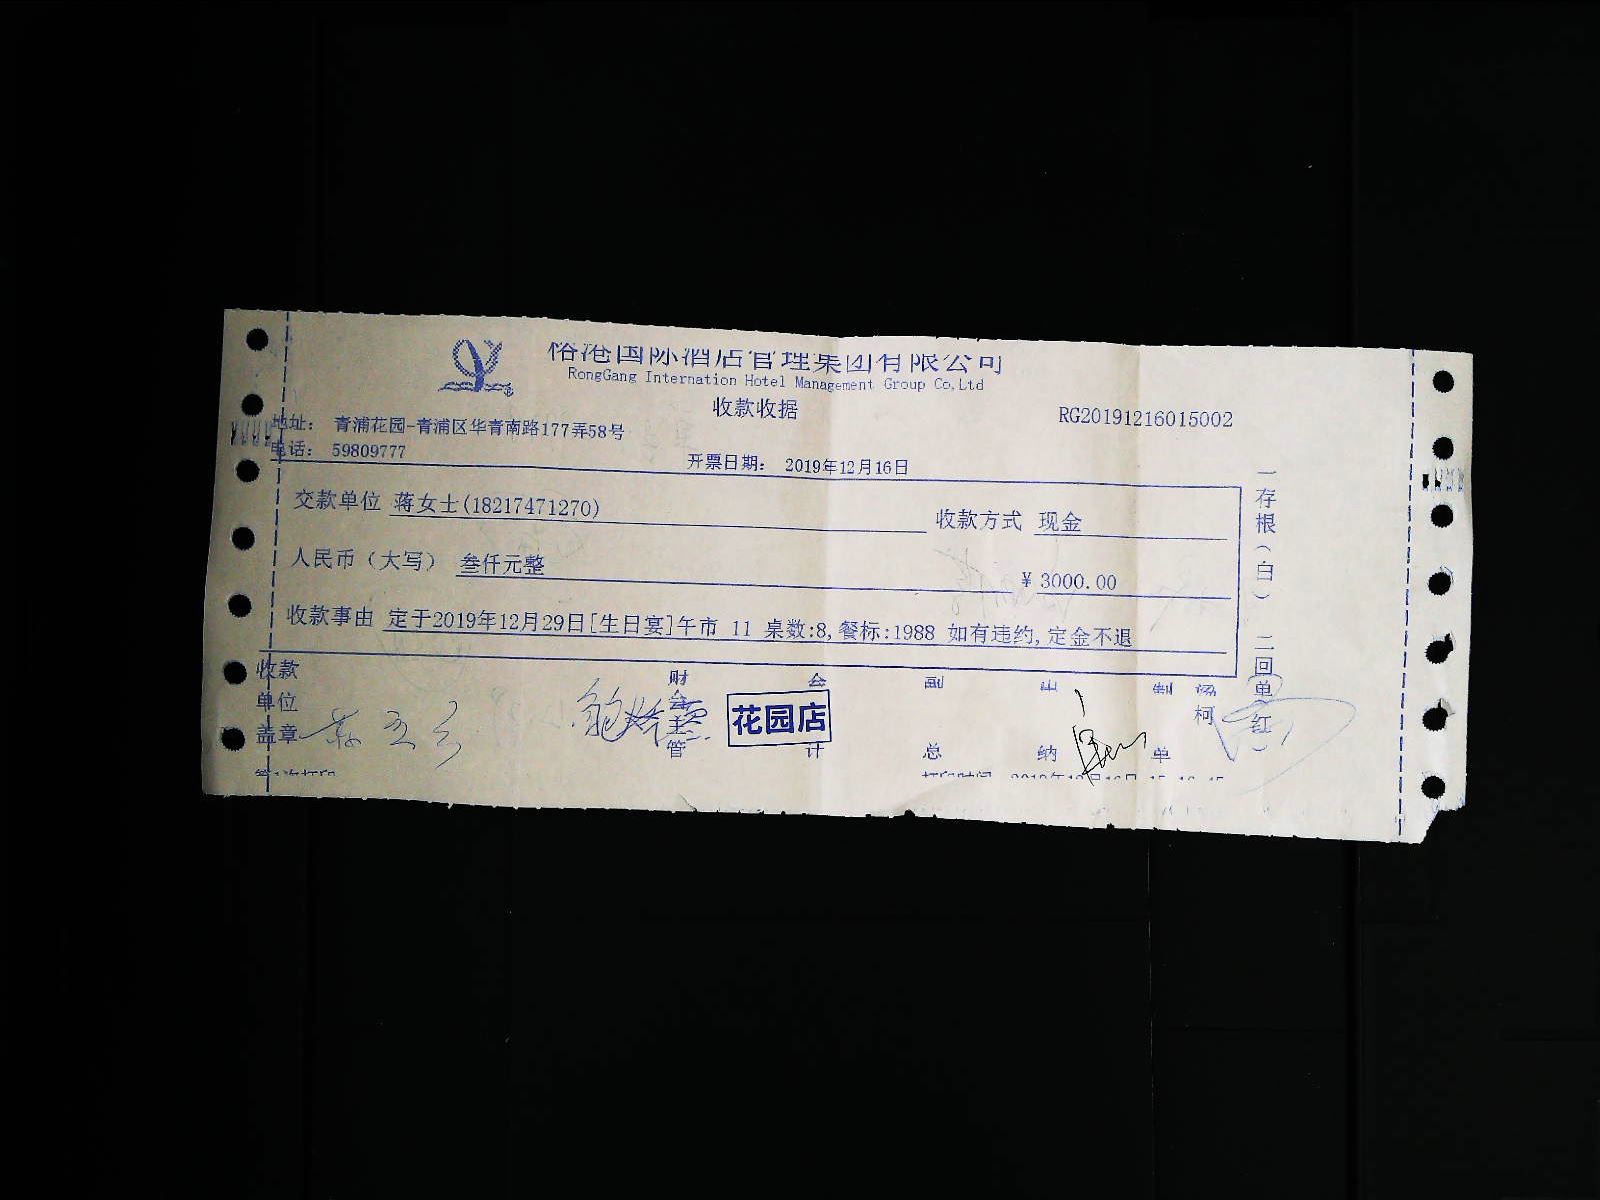 榕港国际酒店管理集团有限公司
RongGang Internation Hotel Management Group Co,Ltd
收款收据
RG20191216015002
地址: 青浦花园-青浦区华青南路177弄58号
电话: 59809777
开票日期: 2019年12月16日
交款单位 蒋女士(18217471270)
收款方式 现金
人民币（大写） 叁仟元整
¥ 3000.00
收款事由 定于2019年12月29日[生日宴]午市 11 桌数:8,餐标:1988 如有违约,定金不退
一存根（白） 二回单（红）
收款单位盖章
财会主管
会计
副总
出纳
制单
柯
花园店